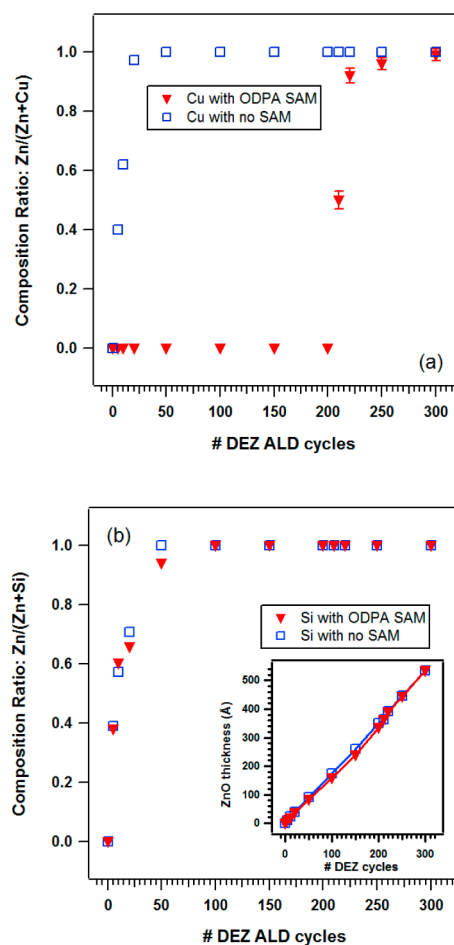 Composition Ratio: Zn/(Zn+Cu)
1.0
0.8
0.6
0.4
0.2
0.0
Cu with ODPA SAM
Cu with no SAM
(a)
0 50 100 150 200 250 300
# DEZ ALD cycles
(b)
Composition Ratio: Zn/(Zn+Si)
1.0
0.8
0.6
0.4
0.2
0.0
Si with ODPA SAM
Si with no SAM
ZnO thickness (Å)
500
400
300
200
100
0
0 100 200 300
# DEZ cycles
0 50 100 150 200 250 300
# DEZ ALD cycles